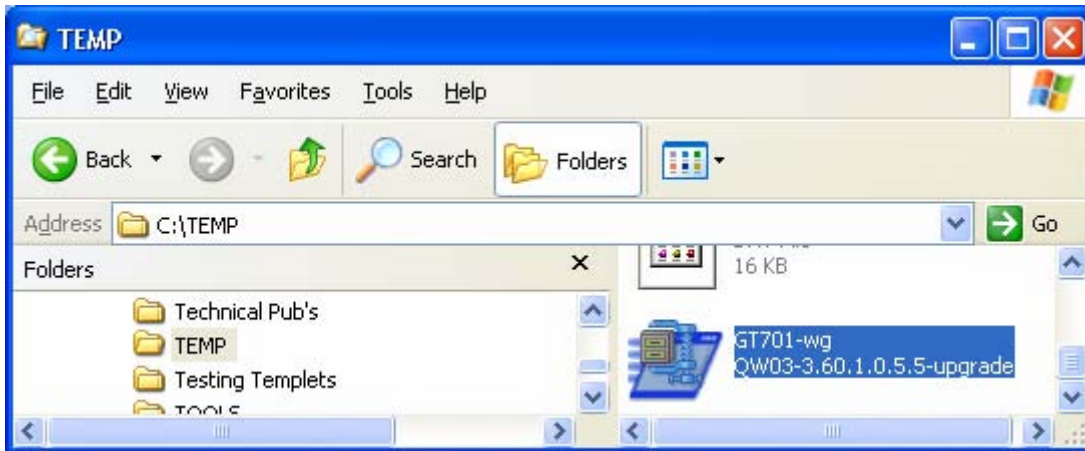 TEMP
File Edit View Favorites Tools Help
Back Search Folders
Address C:\TEMP Go
Folders
16 KB
Technical Pub's
TEMP
Testing Templets
TOOLS
GT701-wg
QW03-3.60.1.0.5.5-upgrade